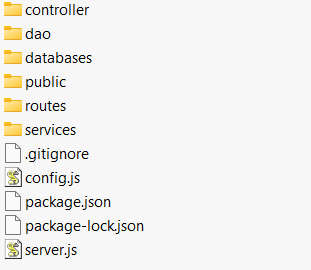 controller
dao
databases
public
routes
services
.gitignore
config.js
package.json
package-lock.json
server.js